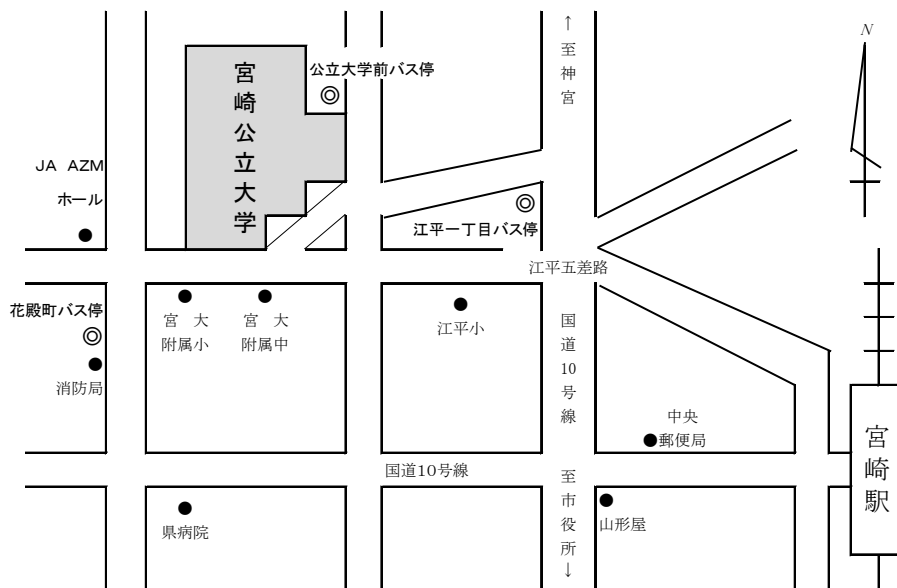 ↑至神宮
N
公立大学前バス停
宮崎公立大学
JA AZM
ホール
江平一丁目バス停
江平五差路
花殿町バス停
消防局
宮 大
附属小
宮 大
附属中
江平小
国道10号線
中央
郵便局
宮崎駅
国道10号線
至市役所↓
県病院
山形屋